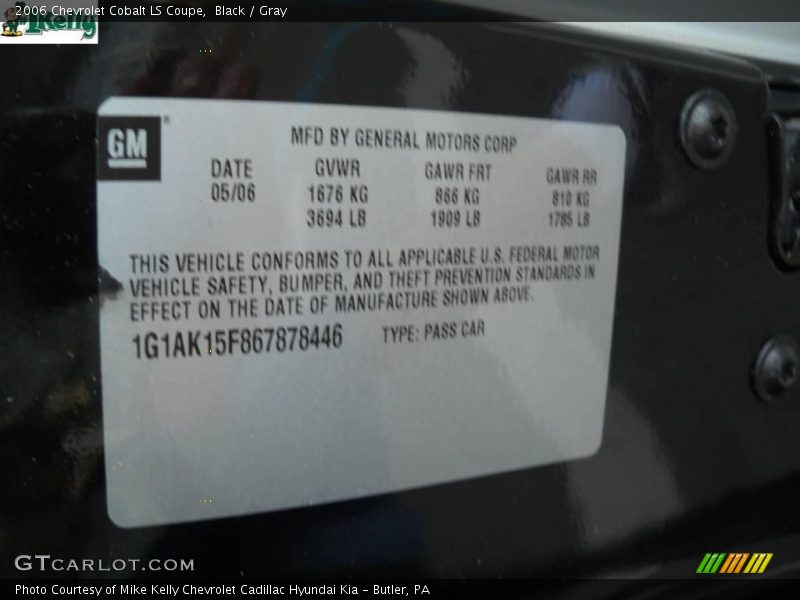 2006 Chevrolet Cobalt LS Coupe, Black / Gray
Kelly
GM
MFD BY GENERAL MOTORS CORP
DATE GVWR GAWR FRT GAWR RR
05/06 1676 KG 866 KG 810 KG
3694 LB 1909 LB 1785 LB
THIS VEHICLE CONFORMS TO ALL APPLICABLE U.S. FEDERAL MOTOR
VEHICLE SAFETY, BUMPER, AND THEFT PREVENTION STANDARDS IN
EFFECT ON THE DATE OF MANUFACTURE SHOWN ABOVE.
1G1AK15F867878446 TYPE: PASS CAR
GTCARLOT.COM
Photo Courtesy of Mike Kelly Chevrolet Cadillac Hyundai Kia - Butler, PA